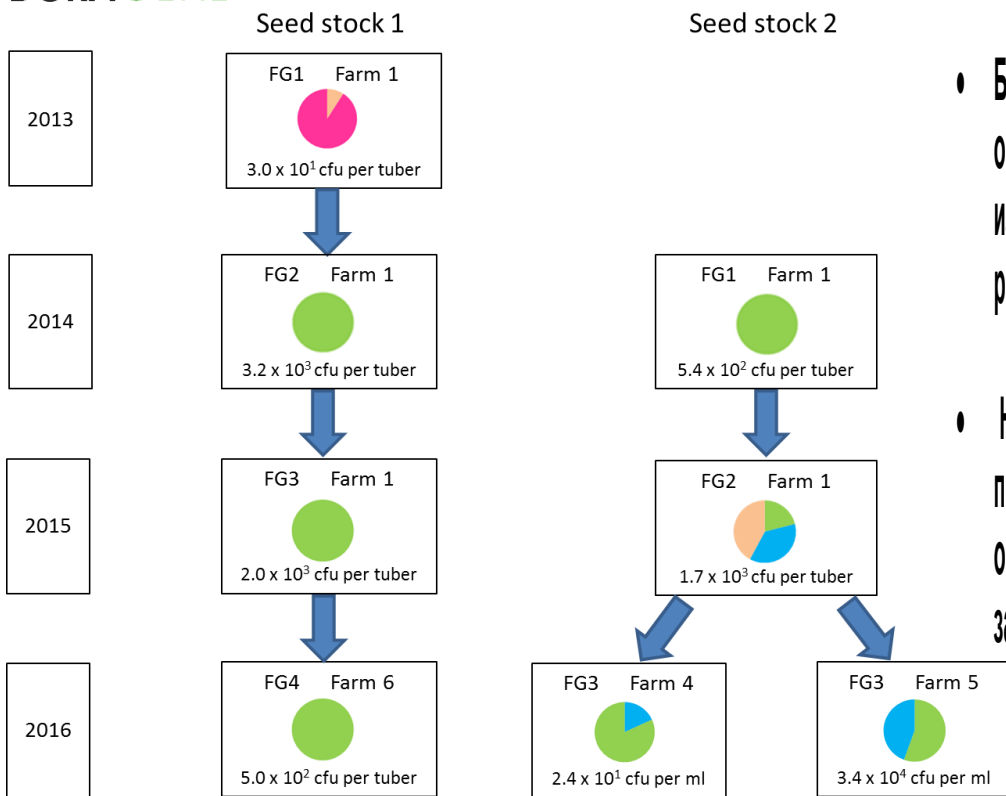 Seed stock 1
Seed stock 2
2013
FG1 Farm 1
3.0 x 10¹ cfu per tuber
2014
FG2 Farm 1
3.2 x 10³ cfu per tuber
FG1 Farm 1
5.4 x 10² cfu per tuber
2015
FG3 Farm 1
2.0 x 10³ cfu per tuber
FG2 Farm 1
1.7 x 10³ cfu per tuber
2016
FG4 Farm 6
5.0 x 10² cfu per tuber
FG3 Farm 4
2.4 x 10¹ cfu per ml
FG3 Farm 5
3.4 x 10⁴ cfu per ml